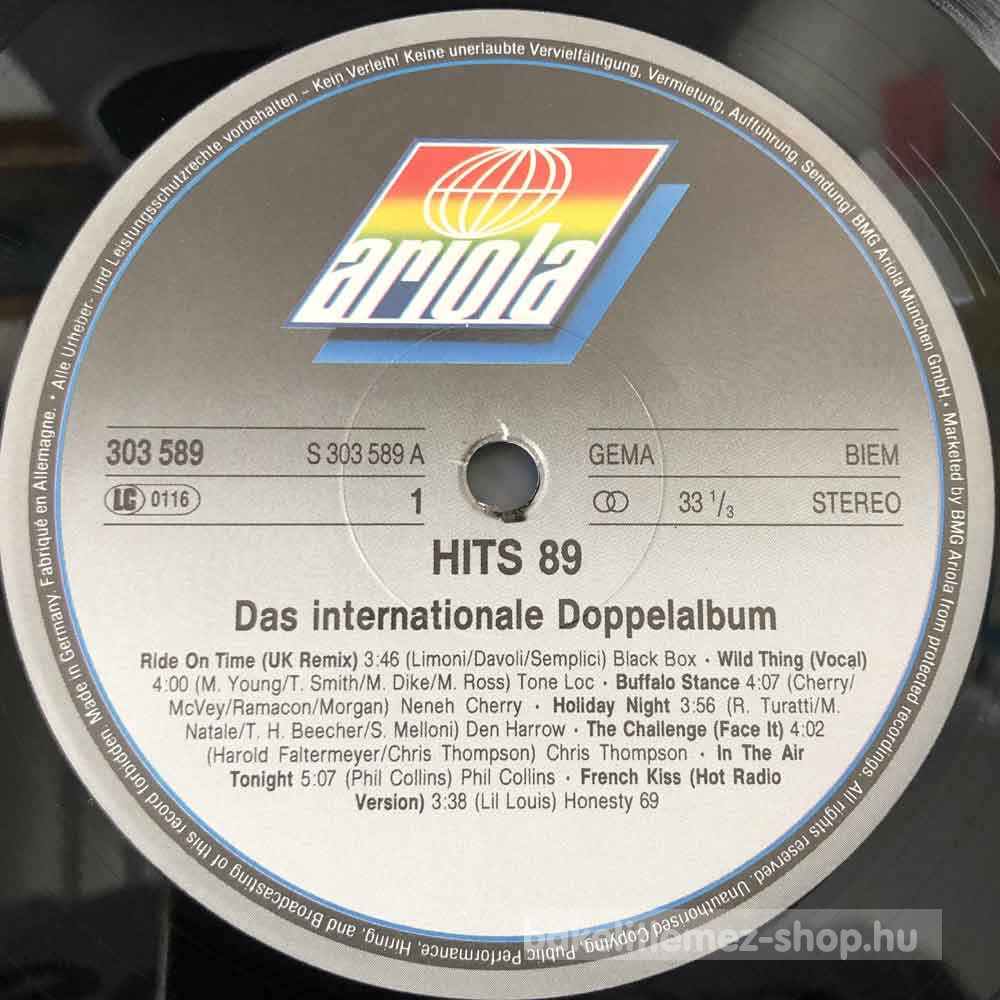 Alle Urheber- und Leistungsschutzrechte vorbehalten – Kein Verleih! Keine unerlaubte Vervielfältigung, Vermietung, Aufführung, Sendung! BMG Ariola München GmbH. • Marketed by BMG Ariola from protected recordings. All rights reserved. Unauthorised Copying, Public Performance, Hiring, and Broadcasting of this record forbidden. Made in Germany. Fabriqué en Allemagne. •
ariola
303 589 S 303 589 A GEMA BIEM
LC 0116 1 33 1/3 STEREO
HITS 89
Das internationale Doppelalbum
Ride On Time (UK Remix) 3:46 (Limoni/Davoli/Semplici) Black Box · Wild Thing (Vocal)
4:00 (M. Young/T. Smith/M. Dike/M. Ross) Tone Loc · Buffalo Stance 4:07 (Cherry/
McVey/Ramacon/Morgan) Neneh Cherry · Holiday Night 3:56 (R. Turatti/M.
Natale/T. H. Beecher/S. Melloni) Den Harrow · The Challenge (Face It) 4:02
(Harold Faltermeyer/Chris Thompson) Chris Thompson · In The Air
Tonight 5:07 (Phil Collins) Phil Collins · French Kiss (Hot Radio
Version) 3:38 (Lil Louis) Honesty 69
bakelitlemez-shop.hu